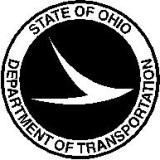 STATE OF OHIO
DEPARTMENT OF TRANSPORTATION